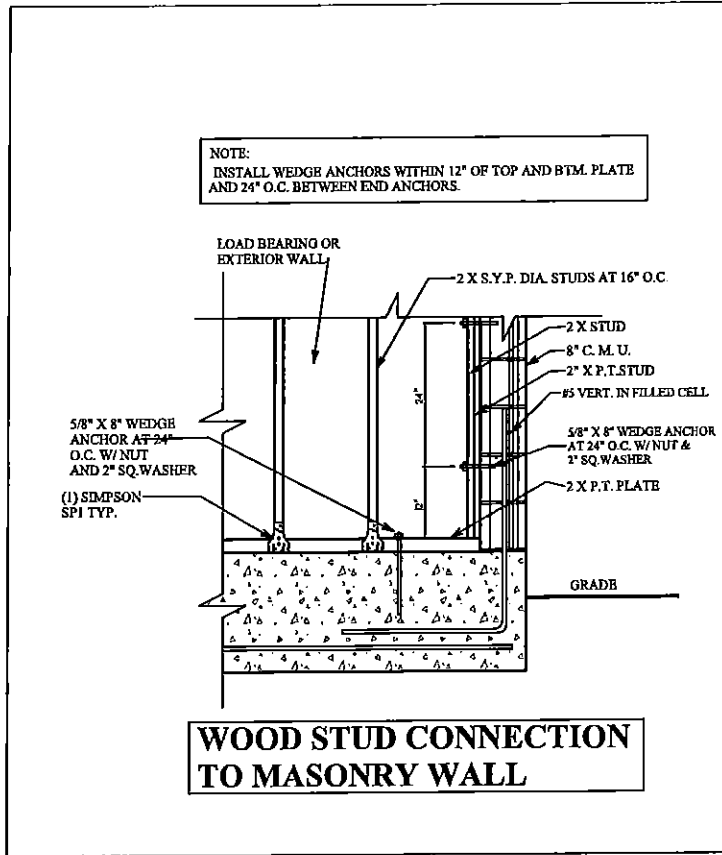 NOTE:
INSTALL WEDGE ANCHORS WITHIN 12" OF TOP AND BTM. PLATE
AND 24" O.C. BETWEEN END ANCHORS.
LOAD BEARING OR
EXTERIOR WALL
2 X S.Y.P. DIA. STUDS AT 16" O.C.
2 X STUD
8" C. M. U.
2" X P.T.STUD
#5 VERT. IN FILLED CELL
24"
5/8" X 8" WEDGE
ANCHOR AT 24"
O.C. W/ NUT
AND 2" SQ.WASHER
5/8" X 8" WEDGE ANCHOR
AT 24" O.C. W/ NUT &
2" SQ.WASHER
12"
2 X P.T. PLATE
(1) SIMPSON
SP1 TYP.
GRADE
WOOD STUD CONNECTION
TO MASONRY WALL